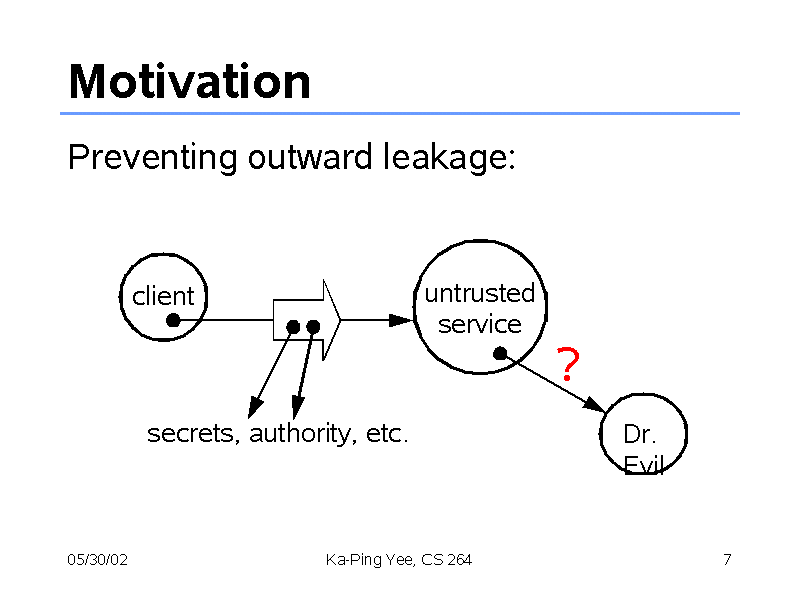 Motivation
Preventing outward leakage:
client
untrusted
service
?
secrets, authority, etc.
Dr.
Evil
05/30/02
Ka-Ping Yee, CS 264
7